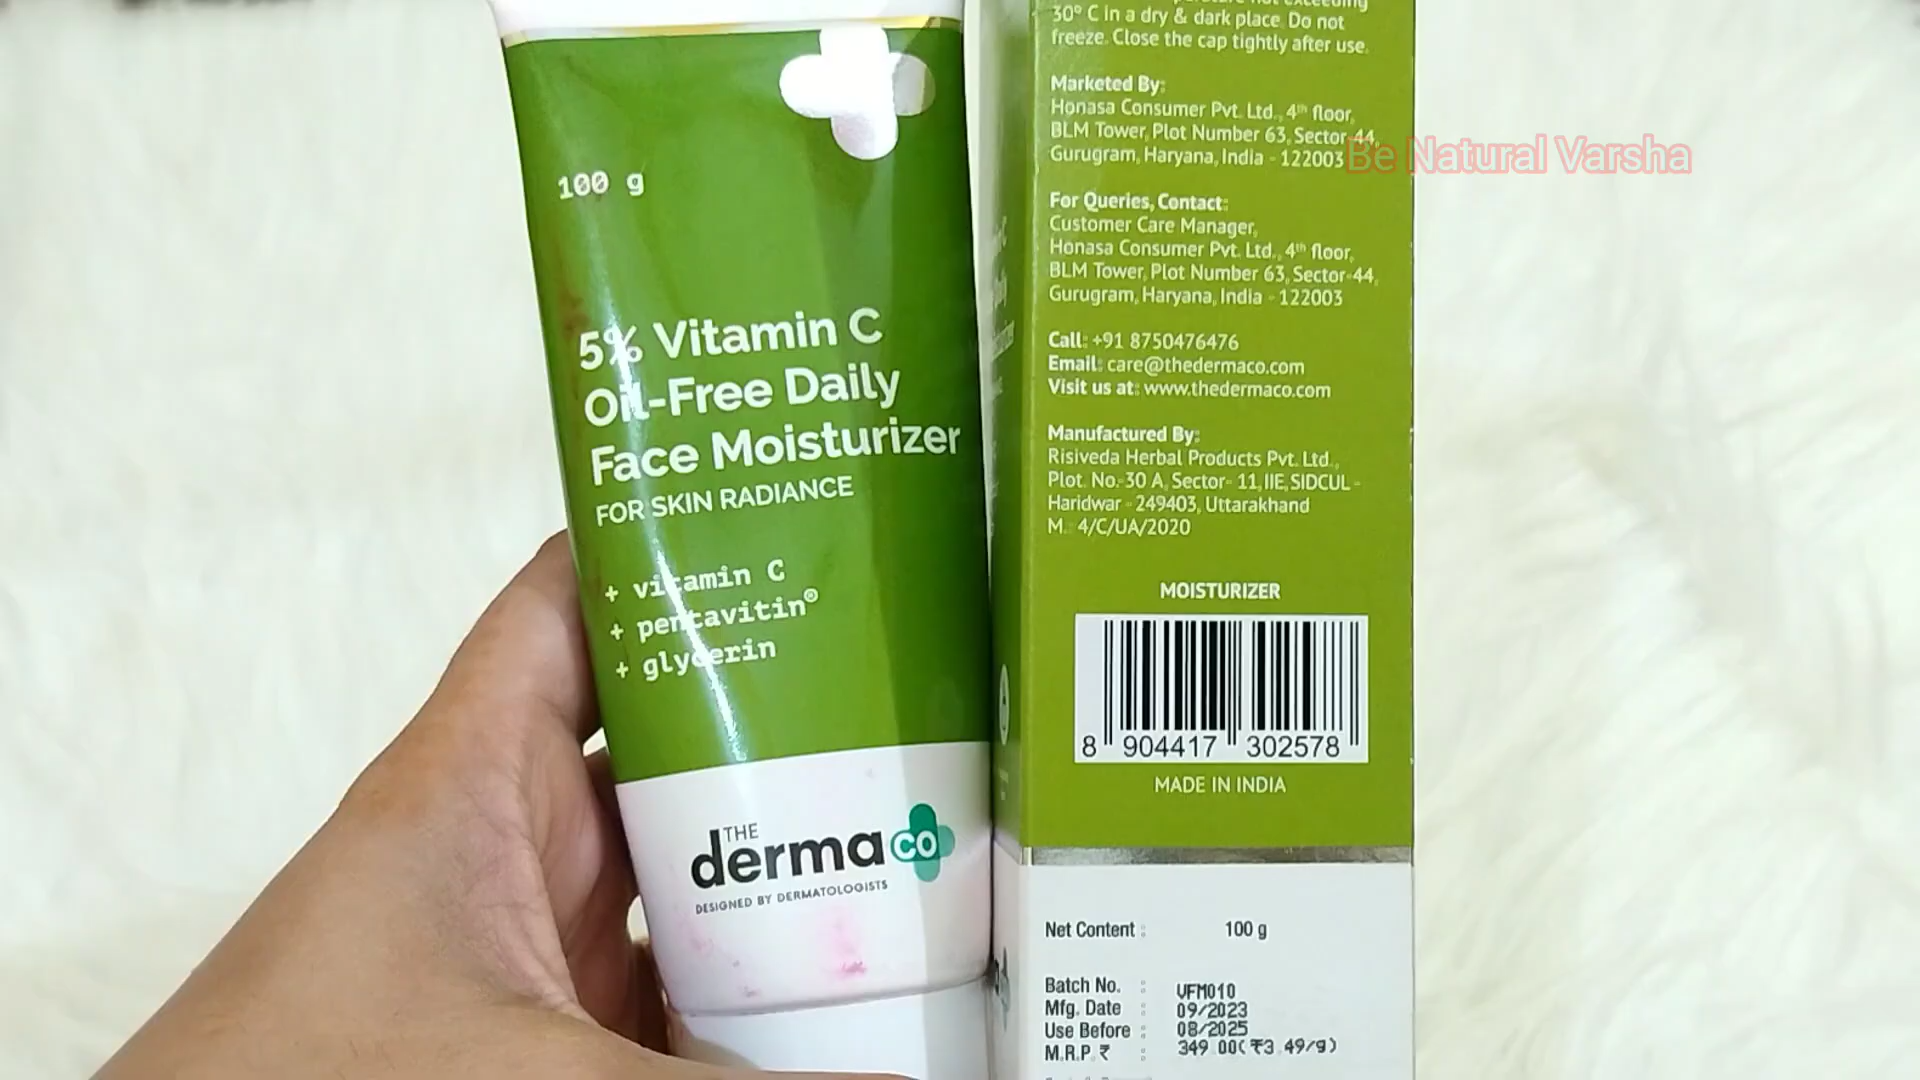 100 g
5% Vitamin C
Oil-Free Daily
Face Moisturizer
FOR SKIN RADIANCE
+ vitamin C
+ pentavitin®
+ glycerin
THE
derma co
DESIGNED BY DERMATOLOGISTS
30° C in a dry & dark place. Do not
freeze. Close the cap tightly after use.
Marketed By:
Honasa Consumer Pvt. Ltd., 4th floor,
BLM Tower, Plot Number 63, Sector-44,
Gurugram, Haryana, India - 122003
Be Natural Varsha
For Queries, Contact:
Customer Care Manager,
Honasa Consumer Pvt. Ltd., 4th floor,
BLM Tower, Plot Number 63, Sector-44,
Gurugram, Haryana, India - 122003
Call: +91 8750476476
Email: care@thedermaco.com
Visit us at: www.thedermaco.com
Manufactured By:
Risiveda Herbal Products Pvt. Ltd.,
Plot. No.-30 A, Sector- 11, IIE, SIDCUL -
Haridwar - 249403, Uttarakhand
M.: 4/C/UA/2020
MOISTURIZER
8 904417 302578
MADE IN INDIA
Net Content : 100 g
Batch No. : VFM010
Mfg. Date : 09/2023
Use Before : 08/2025
M.R.P. ₹ : 349.00(₹3.49/g)